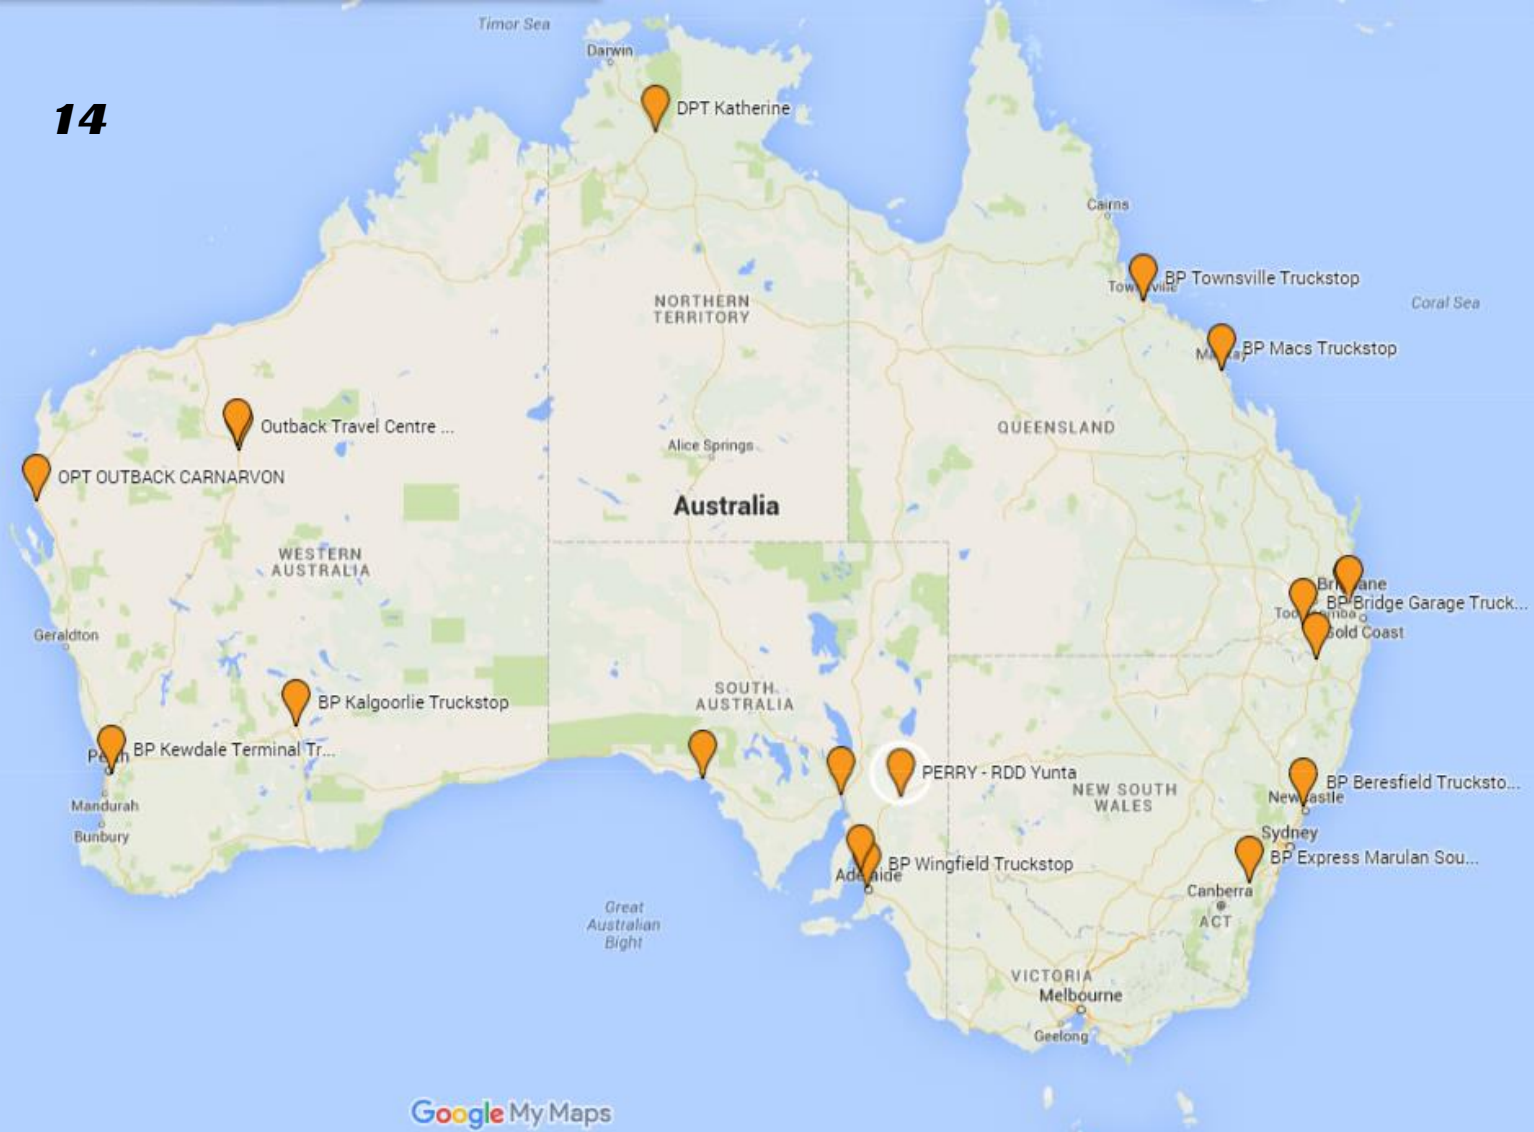 Timor Sea
Darwin
14
DPT Katherine
Cairns
BP Townsville Truckstop
NORTHERN
TERRITORY
Coral Sea
BP Macs Truckstop
Outback Travel Centre ...
QUEENSLAND
Alice Springs
OPT OUTBACK CARNARVON
Australia
WESTERN
AUSTRALIA
BP Bridge Garage Truck...
Gold Coast
Geraldton
SOUTH
AUSTRALIA
BP Kalgoorlie Truckstop
BP Kewdale Terminal Tr...
PERRY - RDD Yunta
BP Beresfield Trucksto...
NEW SOUTH
WALES
Mandurah
Bunbury
Sydney
BP Express Marulan Sou...
BP Wingfield Truckstop
Canberra
ACT
Great
Australian
Bight
VICTORIA
Melbourne
Geelong
Google My Maps